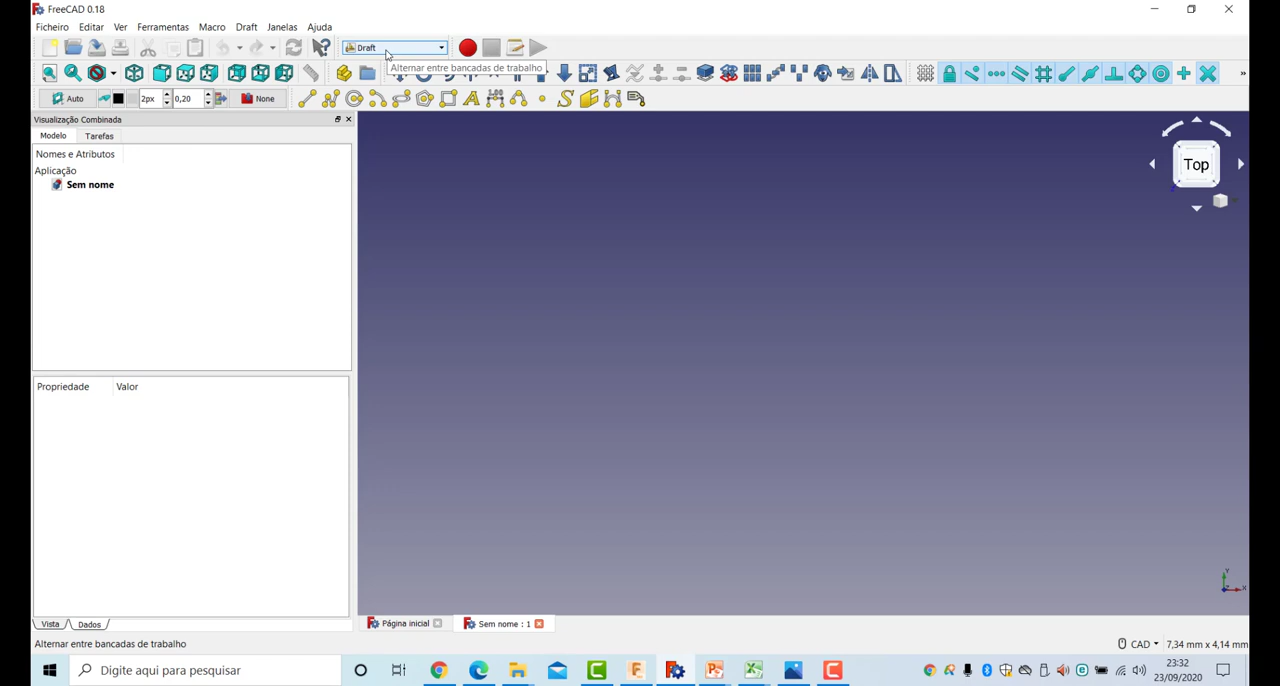 FreeCAD 0.18
Ficheiro Editar Ver Ferramentas Macro Draft Janelas Ajuda
Draft
Alternar entre bancadas de trabalho
Auto 2px 0,20 None
Visualização Combinada
Modelo Tarefas
Nomes e Atributos
Aplicação
Sem nome
Top
Propriedade Valor
Y
X
Vista Dados
Página inicial Sem nome : 1
Alternar entre bancadas de trabalho
CAD 7,34 mm x 4,14 mm
Digite aqui para pesquisar
23:32
23/09/2020